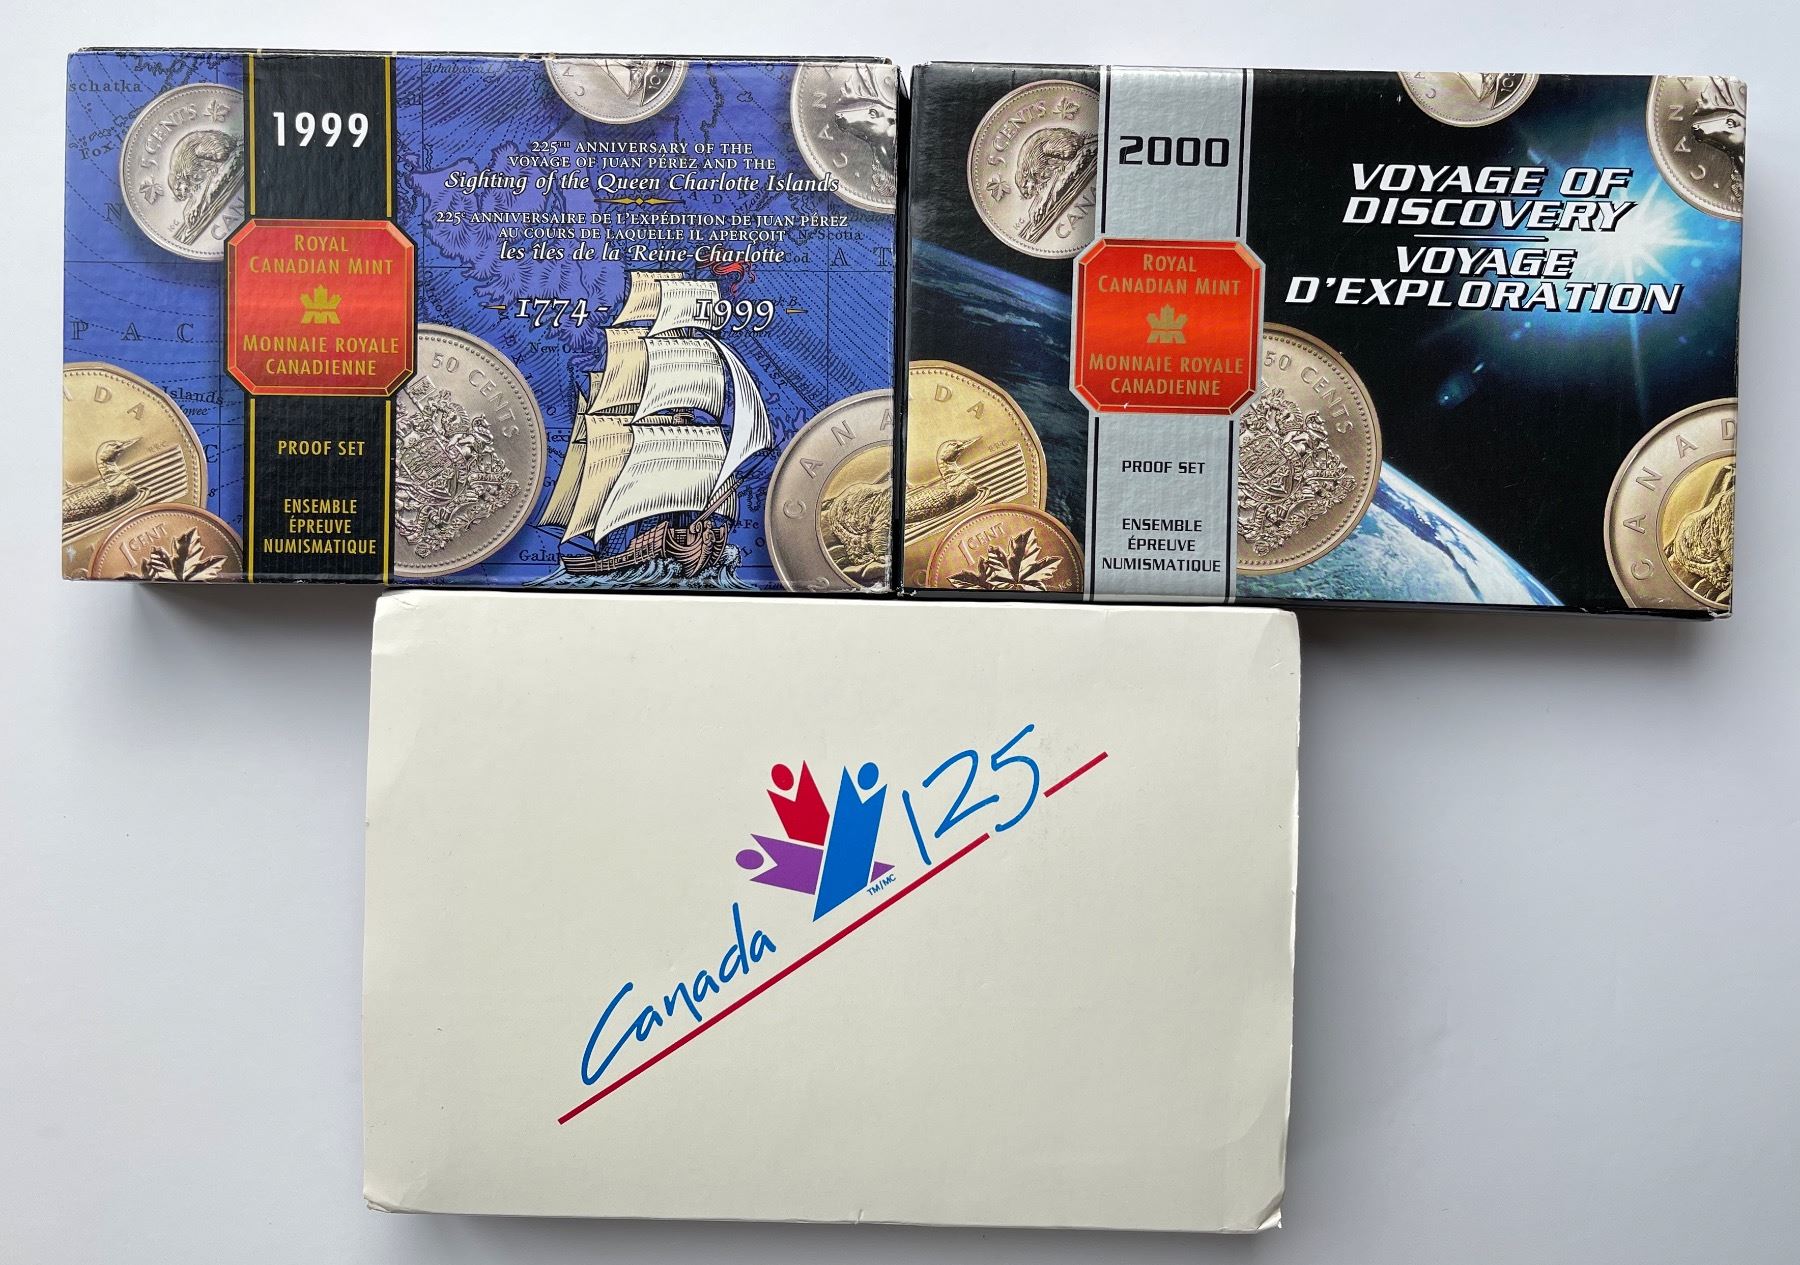 1999
ROYAL
CANADIAN MINT
MONNAIE ROYALE
CANADIENNE
PROOF SET
ENSEMBLE
ÉPREUVE
NUMISMATIQUE
225TH ANNIVERSARY OF THE
VOYAGE OF JUAN PÉREZ AND THE
Sighting of the Queen Charlotte Islands
225E ANNIVERSAIRE DE L'EXPÉDITION DE JUAN PÉREZ
AU COURS DE LAQUELLE IL APERÇOIT
les îles de la Reine-Charlotte
1774-1999
schatka
PAC
slands
5 CENTS
50 CENTS
1 CENT
2000
ROYAL
CANADIAN MINT
MONNAIE ROYALE
CANADIENNE
PROOF SET
ENSEMBLE
ÉPREUVE
NUMISMATIQUE
VOYAGE OF
DISCOVERY
VOYAGE
D'EXPLORATION
5 CENTS
50 CENTS
1 CENT
CANAD
Canada 125
TM/MC